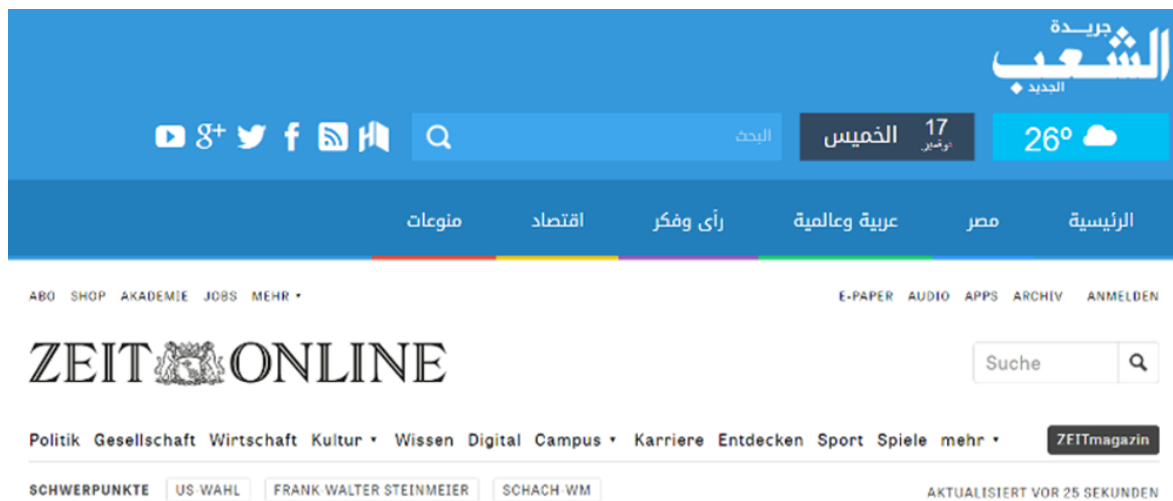 جريـــدة
الشعب
الجديد
26º
17
نوفمبر
الخميس
البحث
الرئيسية مصر عربية وعالمية رأى وفكر اقتصاد منوعات
ABO SHOP AKADEMIE JOBS MEHR E-PAPER AUDIO APPS ARCHIV ANMELDEN
ZEIT ONLINE
Suche
Politik Gesellschaft Wirtschaft Kultur Wissen Digital Campus Karriere Entdecken Sport Spiele mehr ZEITmagazin
SCHWERPUNKTE US-WAHL FRANK-WALTER STEINMEIER SCHACH-WM AKTUALISIERT VOR 25 SEKUNDEN